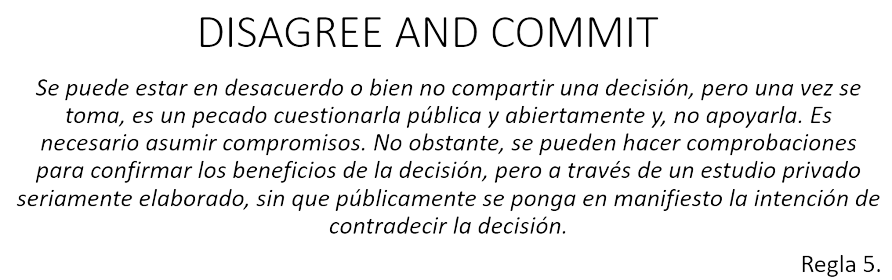 DISAGREE AND COMMIT
Se puede estar en desacuerdo o bien no compartir una decisión, pero una vez se
toma, es un pecado cuestionarla pública y abiertamente y, no apoyarla. Es
necesario asumir compromisos. No obstante, se pueden hacer comprobaciones
para confirmar los beneficios de la decisión, pero a través de un estudio privado
seriamente elaborado, sin que públicamente se ponga en manifiesto la intención de
contradecir la decisión.
Regla 5.